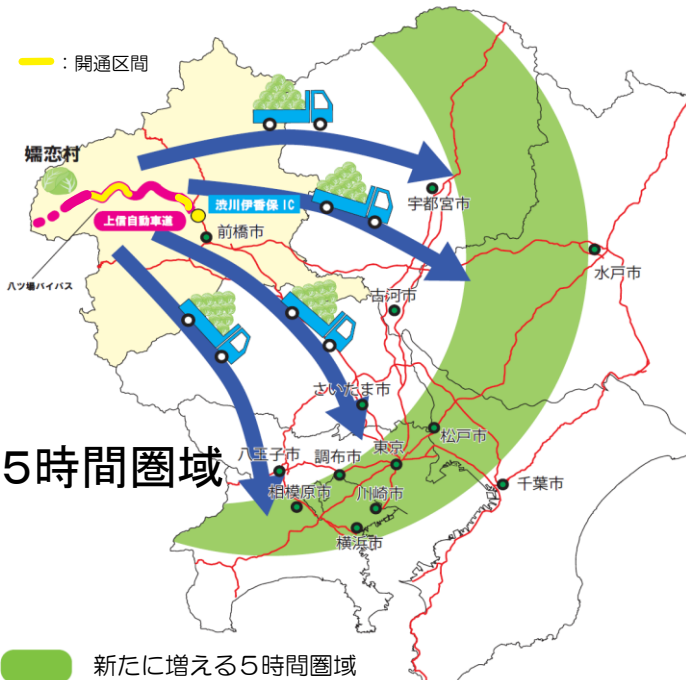 ：開通区間
嬬恋村
渋川伊香保 IC
上信自動車道
前橋市
宇都宮市
八ツ場バイパス
水戸市
古河市
さいたま市
松戸市
東京
八王子市
調布市
5時間圏域
千葉市
相模原市
川崎市
横浜市
新たに増える５時間圏域